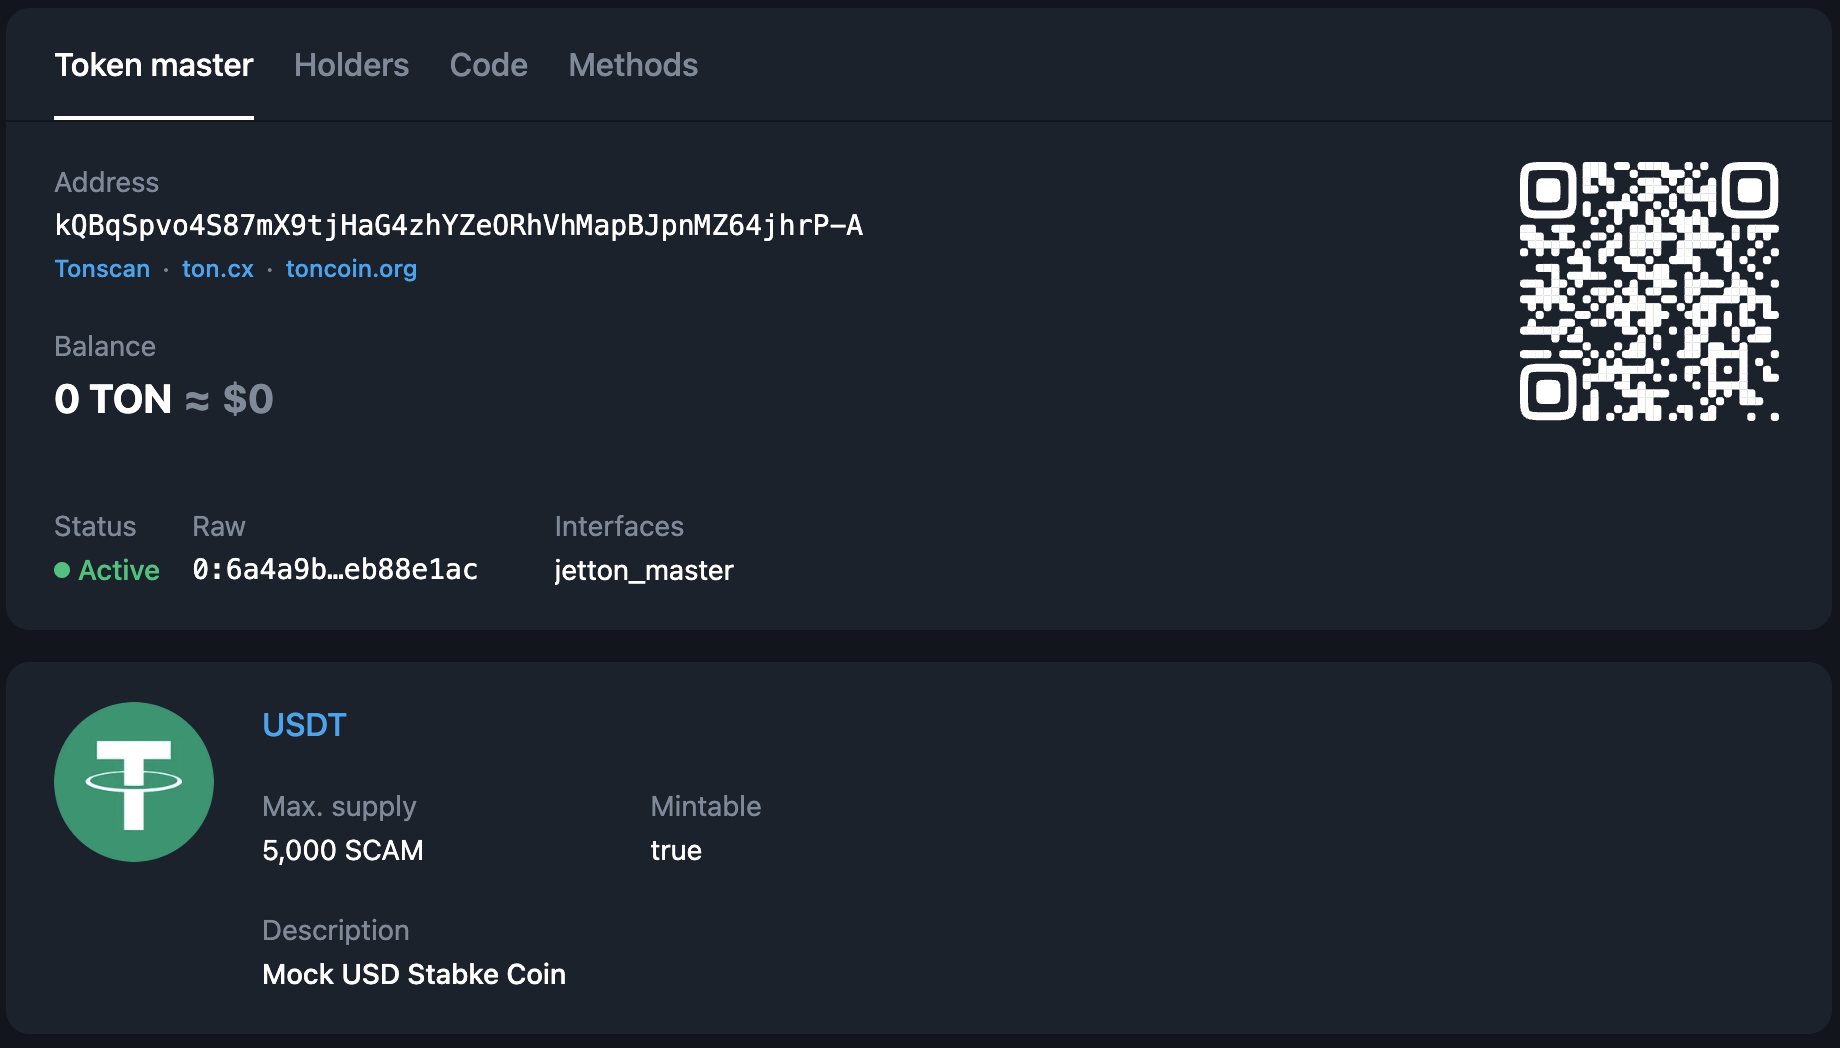 Token master Holders Code Methods
Address
kQBqSpvo4S87mX9tjHaG4zhYZeORhVhMapBJpnMZ64jhrP-A
Tonscan · ton.cx · toncoin.org
Balance
0 TON ≈ $0
Status Raw Interfaces
Active 0:6a4a9b…eb88e1ac jetton_master
USDT
Max. supply Mintable
5,000 SCAM true
Description
Mock USD Stabke Coin